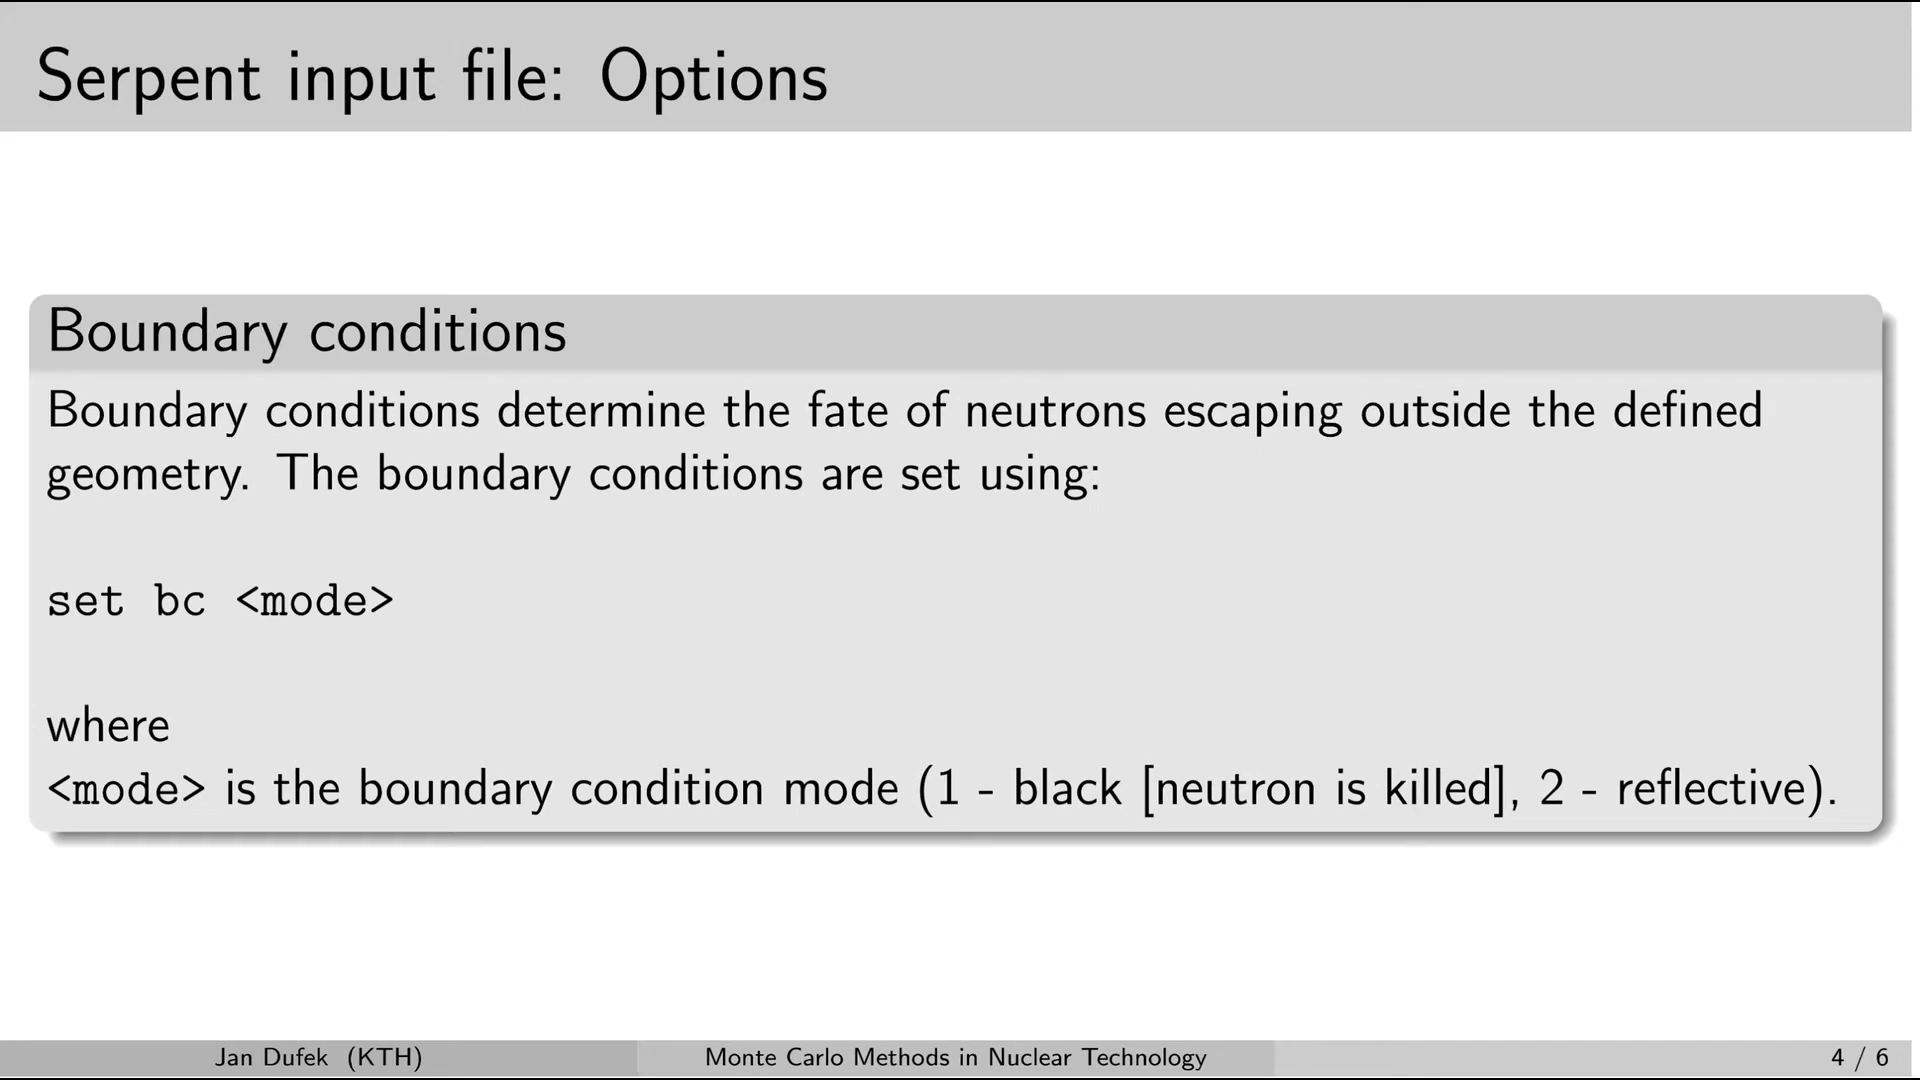 Serpent input file: Options
Boundary conditions
Boundary conditions determine the fate of neutrons escaping outside the defined
geometry. The boundary conditions are set using:
set bc <mode>
where
<mode> is the boundary condition mode (1 - black [neutron is killed], 2 - reflective).
Jan Dufek (KTH)
Monte Carlo Methods in Nuclear Technology
4 / 6